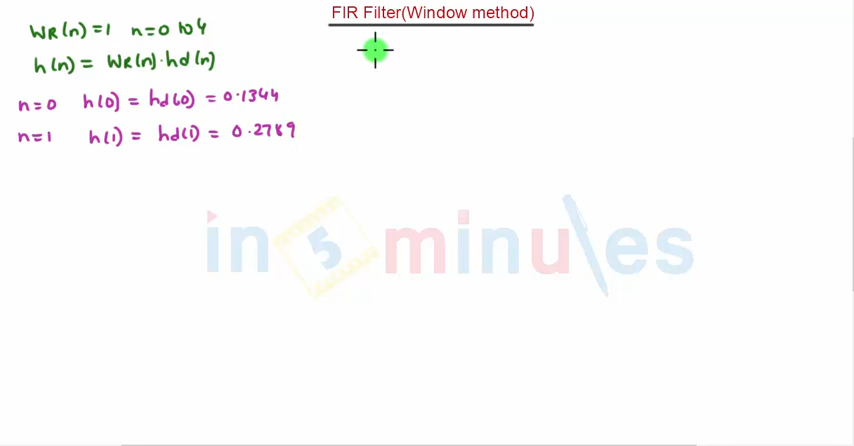 FIR Filter(Window method)
WR(n) = 1 n = 0 to 4
h(n) = WR(n) · hd(n)
n = 0 h(0) = hd(0) = 0.1344
n = 1 h(1) = hd(1) = 0.2789
in 5 minutes